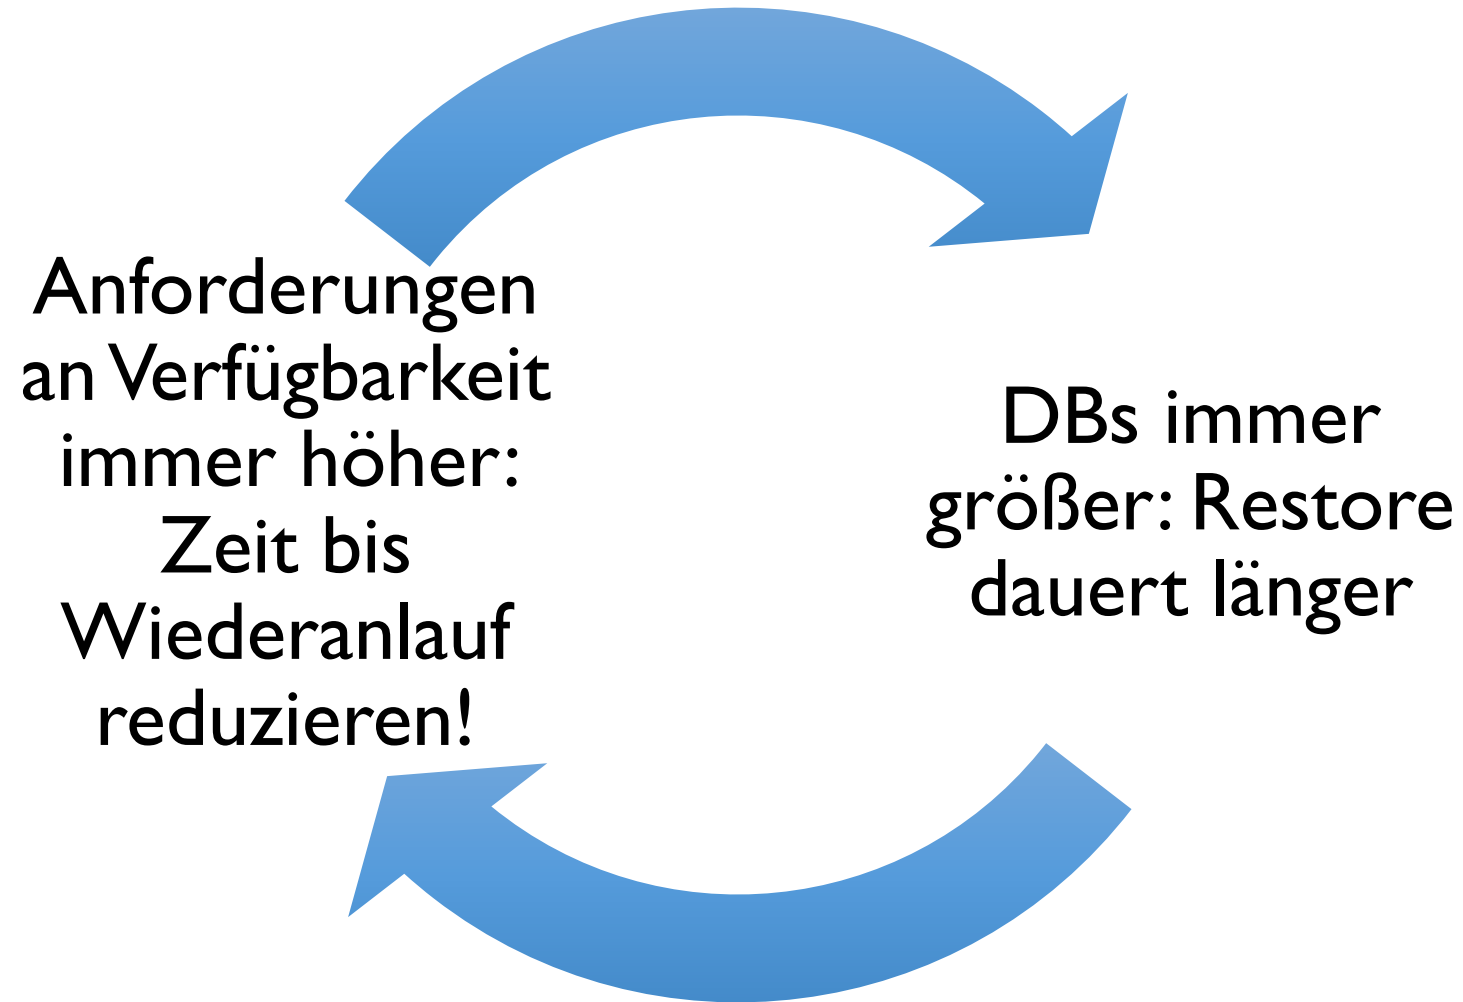 Anforderungen
an Verfügbarkeit
immer höher:
Zeit bis
Wiederanlauf
reduzieren!
DBs immer
größer: Restore
dauert länger